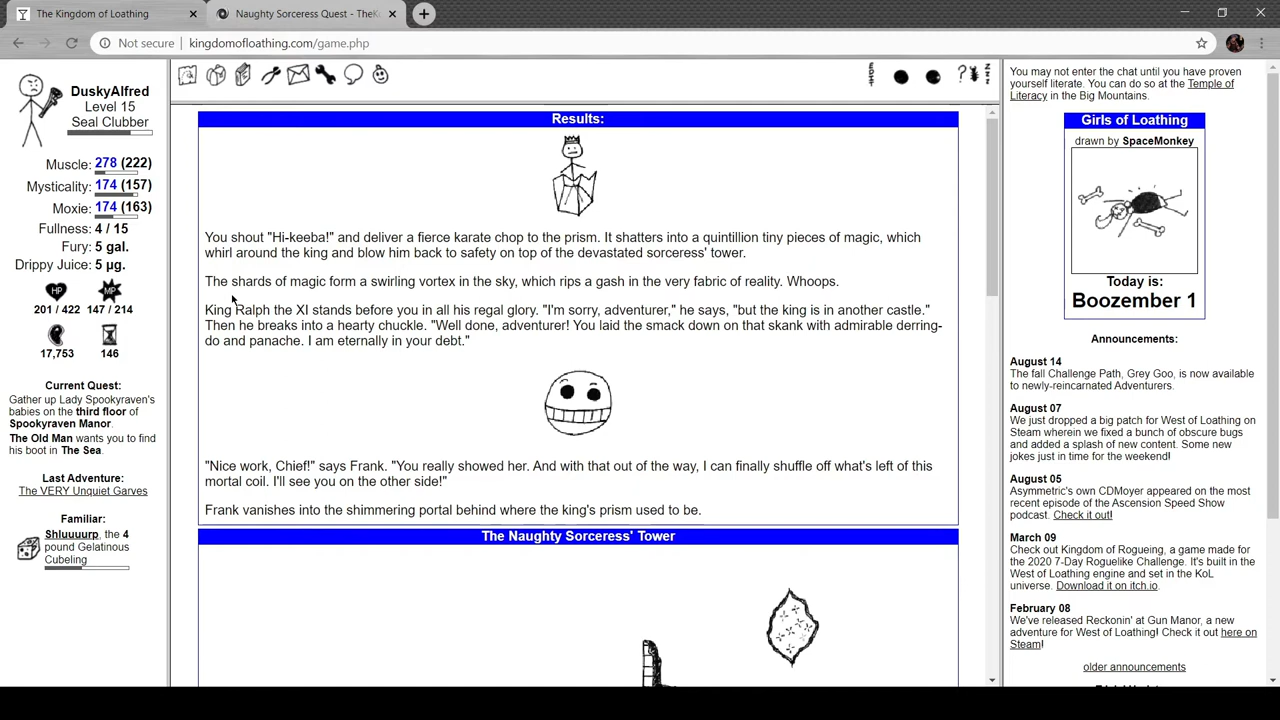 The Kingdom of Loathing
Naughty Sorceress Quest - TheK
Not secure | kingdomofloathing.com/game.php
DuskyAlfred
Level 15
Seal Clubber
Muscle: 278 (222)
Mysticality: 174 (157)
Moxie: 174 (163)
Fullness: 4 / 15
Fury: 5 gal.
Drippy Juice: 5 µg.
HP MP
201 / 422 147 / 214
17,753 146
Current Quest:
Gather up Lady Spookyraven's
babies on the third floor of
Spookyraven Manor.
The Old Man wants you to find
his boot in The Sea.
Last Adventure:
The VERY Unquiet Garves
Familiar:
Shluuuurp, the 4
pound Gelatinous
Cubeling
Results:
You shout "Hi-keeba!" and deliver a fierce karate chop to the prism. It shatters into a quintillion tiny pieces of magic, which
whirl around the king and blow him back to safety on top of the devastated sorceress' tower.
The shards of magic form a swirling vortex in the sky, which rips a gash in the very fabric of reality. Whoops.
King Ralph the XI stands before you in all his regal glory. "I'm sorry, adventurer," he says, "but the king is in another castle."
Then he breaks into a hearty chuckle. "Well done, adventurer! You laid the smack down on that skank with admirable derring-
do and panache. I am eternally in your debt."
"Nice work, Chief!" says Frank. "You really showed her. And with that out of the way, I can finally shuffle off what's left of this
mortal coil. I'll see you on the other side!"
Frank vanishes into the shimmering portal behind where the king's prism used to be.
The Naughty Sorceress' Tower
You may not enter the chat until you have proven
yourself literate. You can do so at the Temple of
Literacy in the Big Mountains.
Girls of Loathing
drawn by SpaceMonkey
Today is:
Boozember 1
Announcements:
August 14
The fall Challenge Path, Grey Goo, is now available
to newly-reincarnated Adventurers.
August 07
We just dropped a big patch for West of Loathing on
Steam wherein we fixed a bunch of obscure bugs
and added a splash of new content. Some new
jokes just in time for the weekend!
August 05
Asymmetric's own CDMoyer appeared on the most
recent episode of the Ascension Speed Show
podcast. Check it out!
March 09
Check out Kingdom of Rogueing, a game made for
the 2020 7-Day Roguelike Challenge. It's built in the
West of Loathing engine and set in the KoL
universe. Download it on itch.io.
February 08
We've released Reckonin' at Gun Manor, a new
adventure for West of Loathing! Check it out here on
Steam!
older announcements